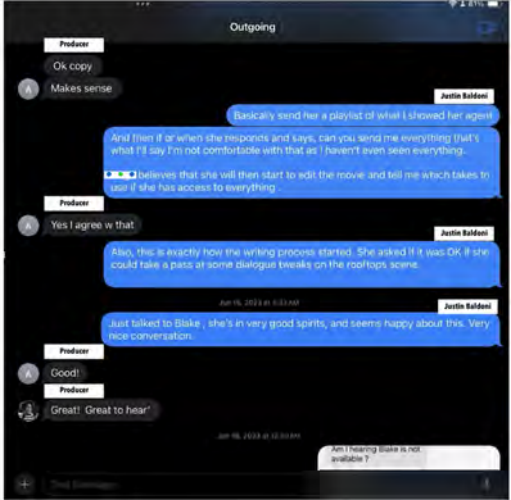 81%
Outgoing
Producer
Ok copy
A
Makes sense
Justin Baldoni
Basically send her a playlist of what I showed her agent
And then if or when she responds and says, can you send me everything that's
what I'll say I'm not comfortable with that as I haven't even seen everything.
believes that she will then start to edit the movie and tell me which takes to
use if she has access to everything .
Producer
A
Yes I agree w that
Justin Baldoni
Also, this is exactly how the writing process started. She asked if it was OK if she
could take a pass at some dialogue tweaks on the rooftops scene.
2023 at
Justin Baldoni
Just talked to Blake , she's in very good spirits, and seems happy about this. Very
nice conversation.
Producer
A
Good!
Producer
Great! Great to hear'
2023 at
Am I hearing Blake is not
available ?